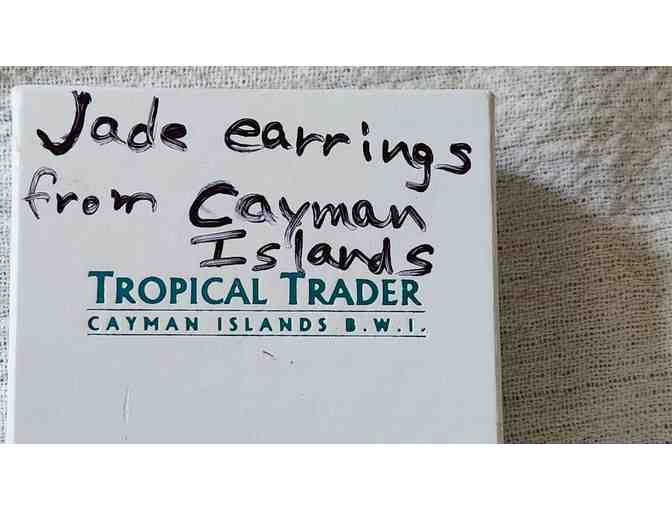 Jade earrings
from Cayman
Islands
TROPICAL TRADER
CAYMAN ISLANDS B.W.I.